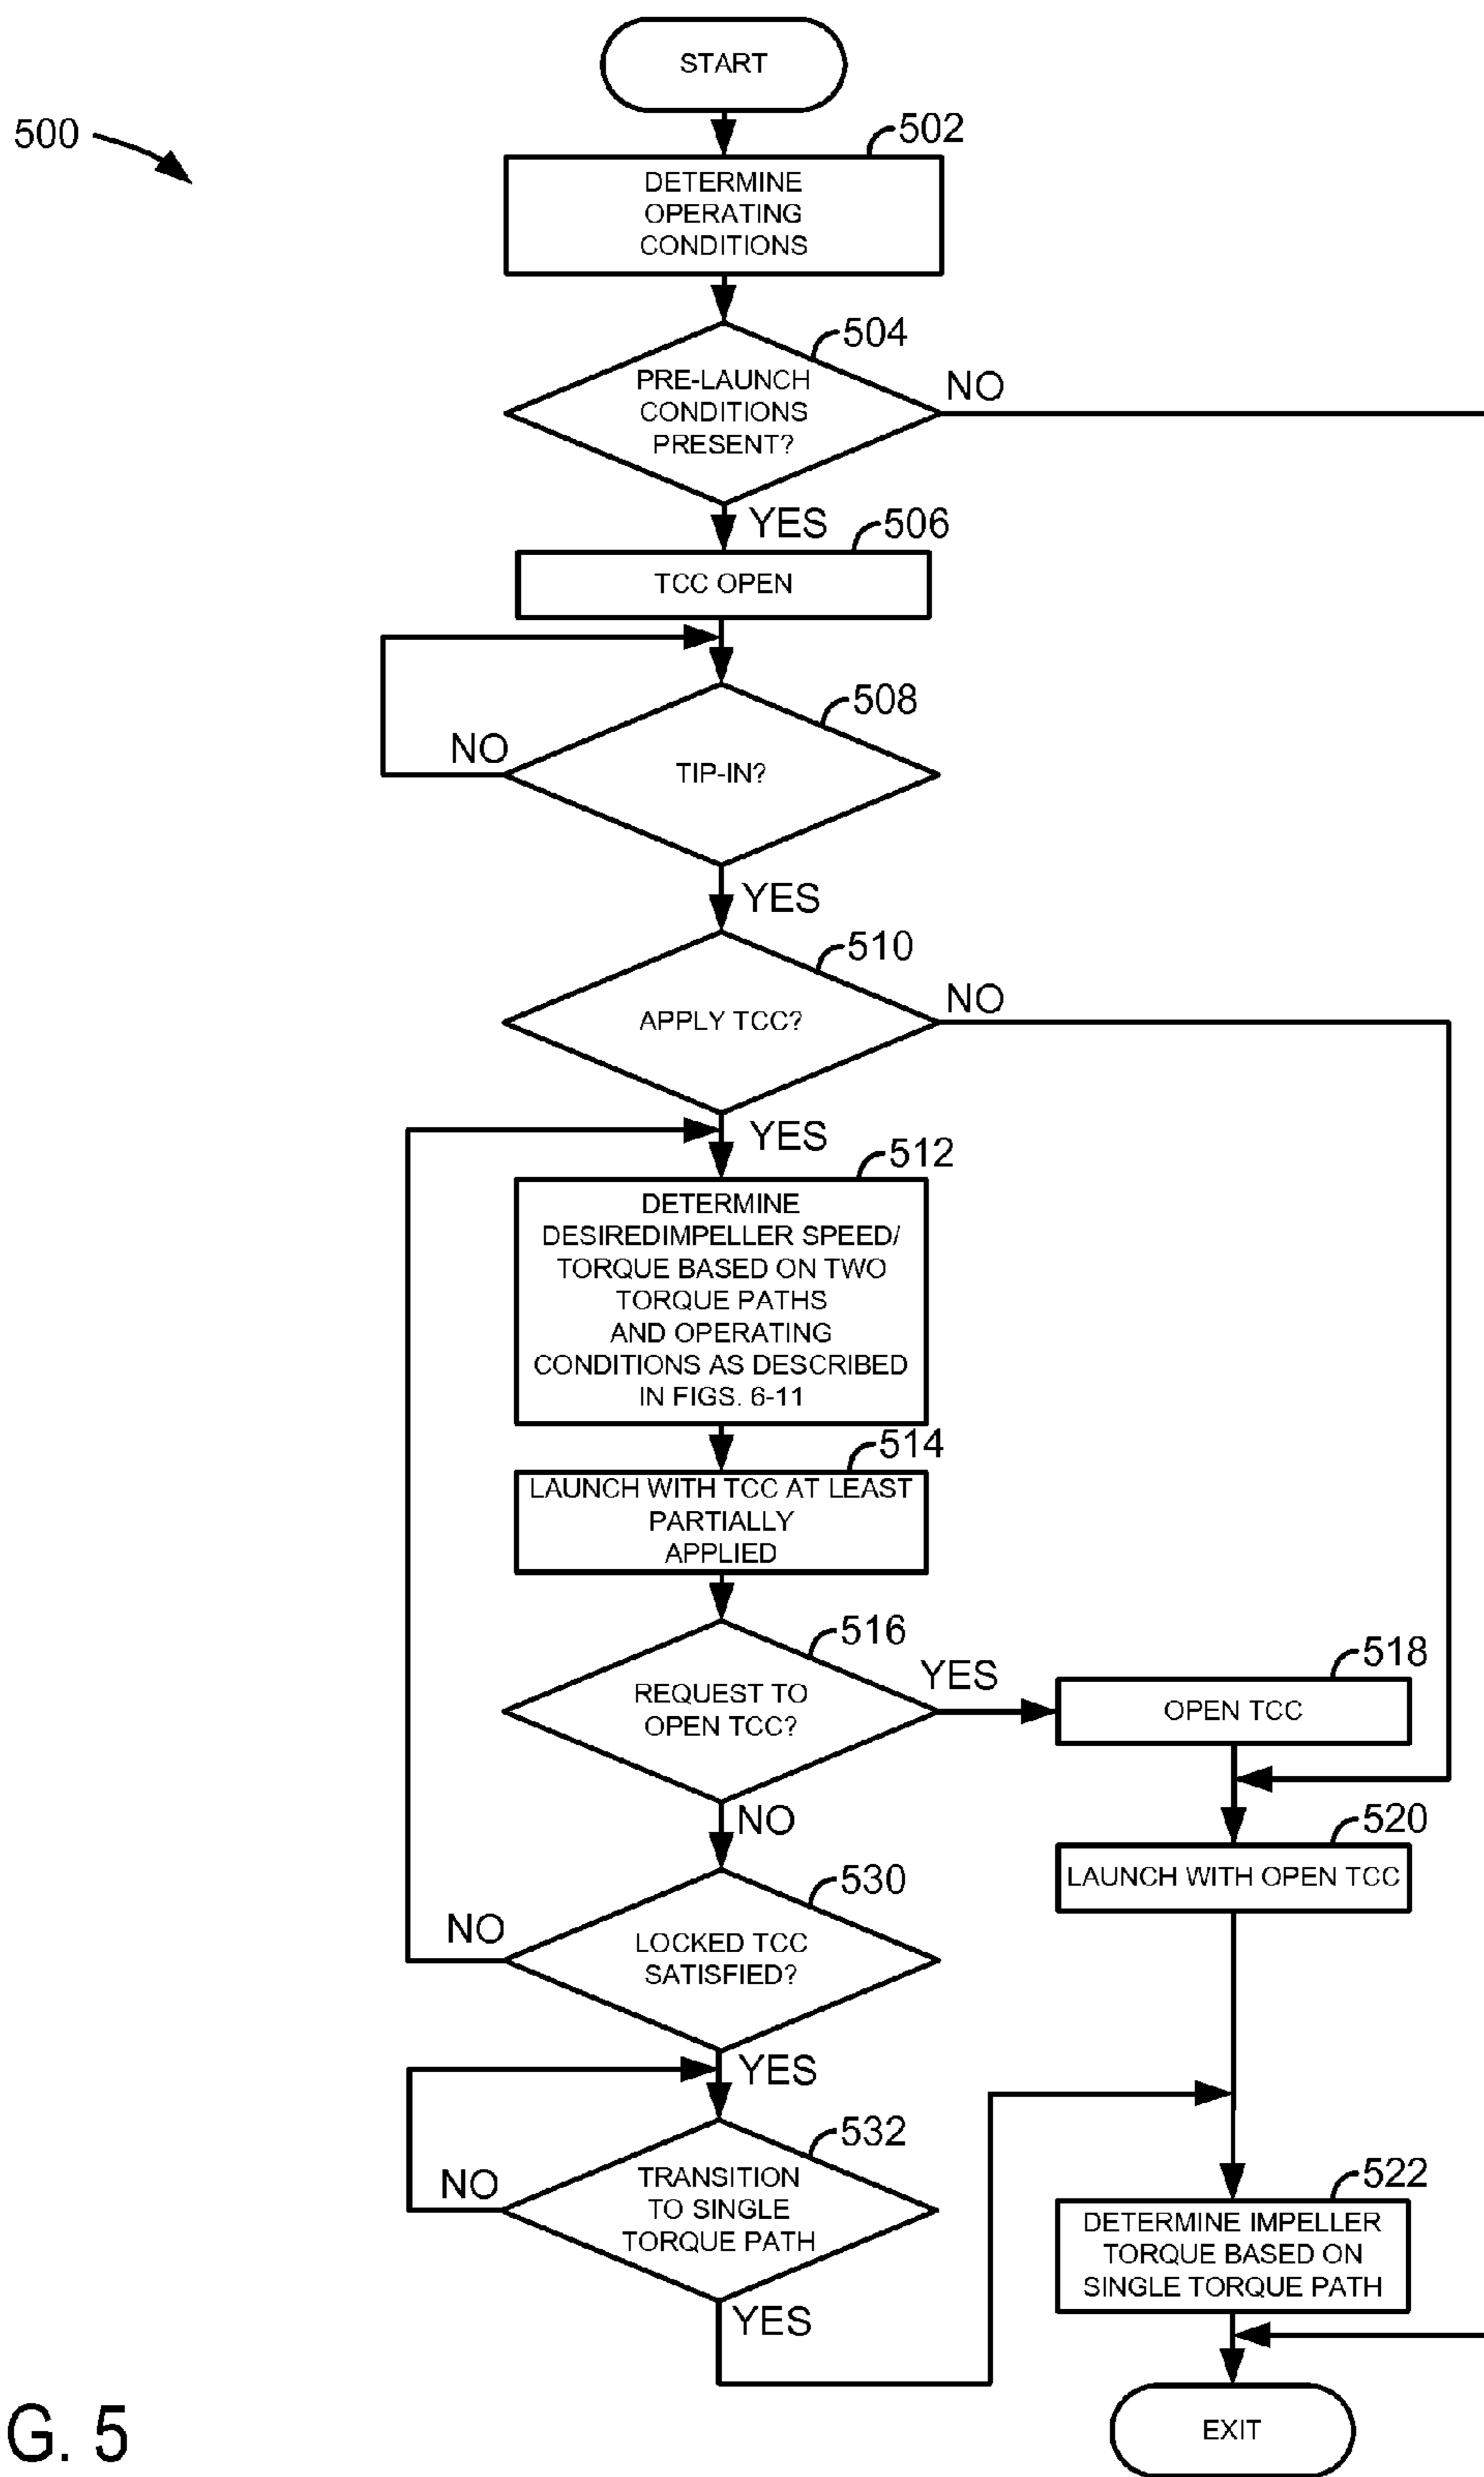 START
500
502
DETERMINE
OPERATING
CONDITIONS
504
PRE-LAUNCH
CONDITIONS
PRESENT?
NO
YES
506
TCC OPEN
508
NO
TIP-IN?
YES
510
APPLY TCC?
NO
YES
512
DETERMINE
DESIREDIMPELLER SPEED/
TORQUE BASED ON TWO
TORQUE PATHS
AND OPERATING
CONDITIONS AS DESCRIBED
IN FIGS. 6-11
514
LAUNCH WITH TCC AT LEAST
PARTIALLY
APPLIED
516
REQUEST TO
OPEN TCC?
YES
518
OPEN TCC
NO
520
LAUNCH WITH OPEN TCC
530
NO
LOCKED TCC
SATISFIED?
YES
532
NO
TRANSITION
TO SINGLE
TORQUE PATH
YES
522
DETERMINE IMPELLER
TORQUE BASED ON
SINGLE TORQUE PATH
EXIT
G. 5